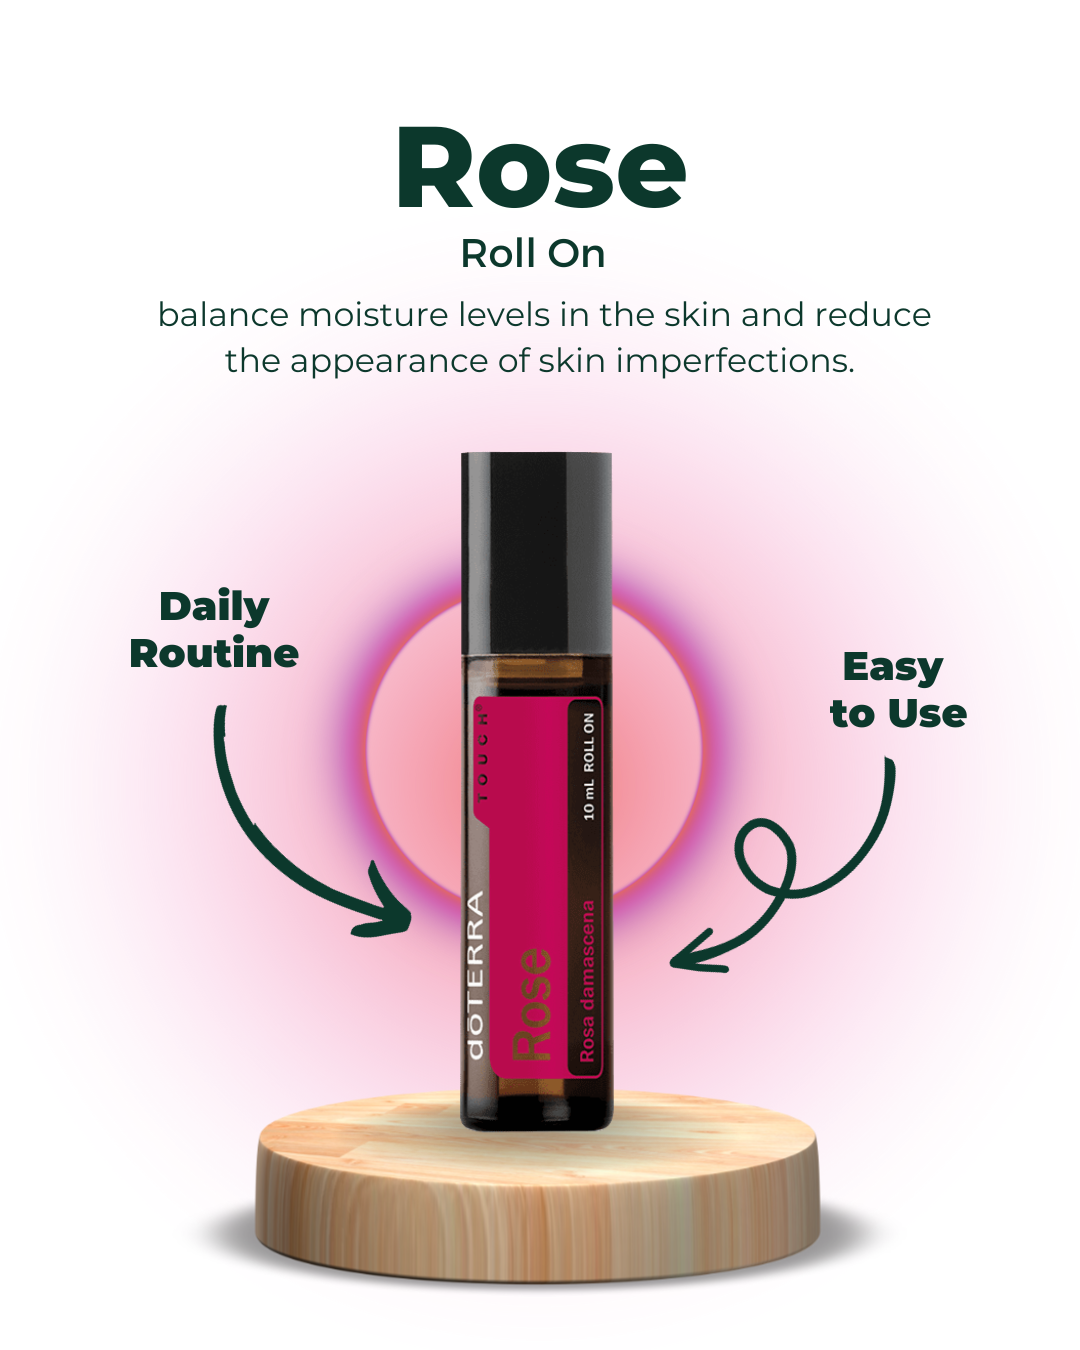 Rose
Roll On
balance moisture levels in the skin and reduce
the appearance of skin imperfections.
Daily
Routine
Easy
to Use
dōTERRA
TOUCH®
Rose
Rosa damascena
10 mL ROLL ON